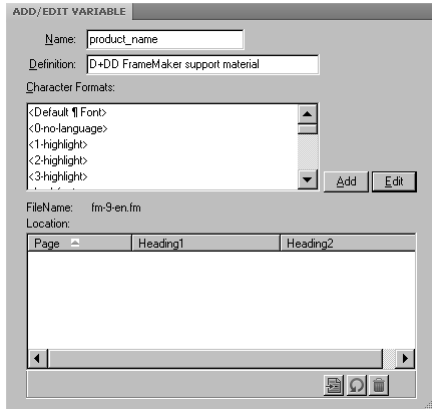 ADD/EDIT VARIABLE
Name: product_name
Definition: D+DD FrameMaker support material
Character Formats:
<Default ¶ Font>
<0-no-language>
<1-highlight>
<2-highlight>
<3-highlight>
Add Edit
FileName: fm-9-en.fm
Location:
Page Heading1 Heading2